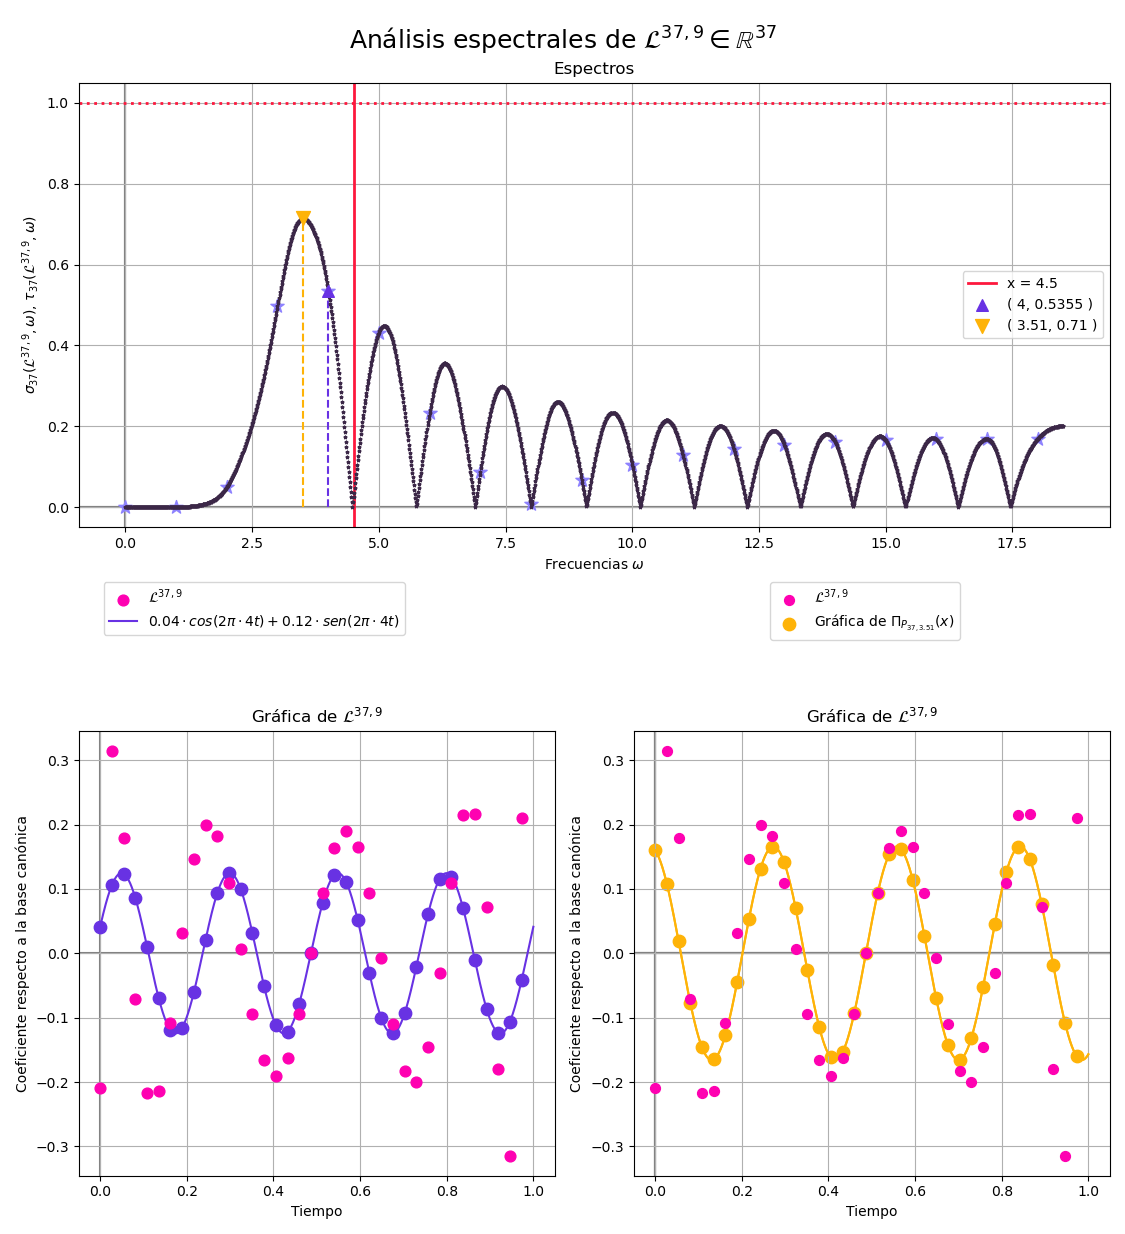 Análisis espectrales de 𝓛^{37,9} ∈ ℝ^{37}
Espectros
σ_{37}(𝓛^{37,9}, ω), τ_{37}(𝓛^{37,9}, ω)
1.0
0.8
0.6
0.4
0.2
0.0
x = 4.5
( 4, 0.5355 )
( 3.51, 0.71 )
0.0 2.5 5.0 7.5 10.0 12.5 15.0 17.5
Frecuencias ω
𝓛^{37,9}
0.04 · cos(2π · 4t) + 0.12 · sen(2π · 4t)
𝓛^{37,9}
Gráfica de Π_{P_{37,3.51}}(x)
Gráfica de 𝓛^{37,9}
Coeficiente respecto a la base canónica
0.3
0.2
0.1
0.0
−0.1
−0.2
−0.3
0.0 0.2 0.4 0.6 0.8 1.0
Tiempo
Gráfica de 𝓛^{37,9}
Coeficiente respecto a la base canónica
0.3
0.2
0.1
0.0
−0.1
−0.2
−0.3
0.0 0.2 0.4 0.6 0.8 1.0
Tiempo